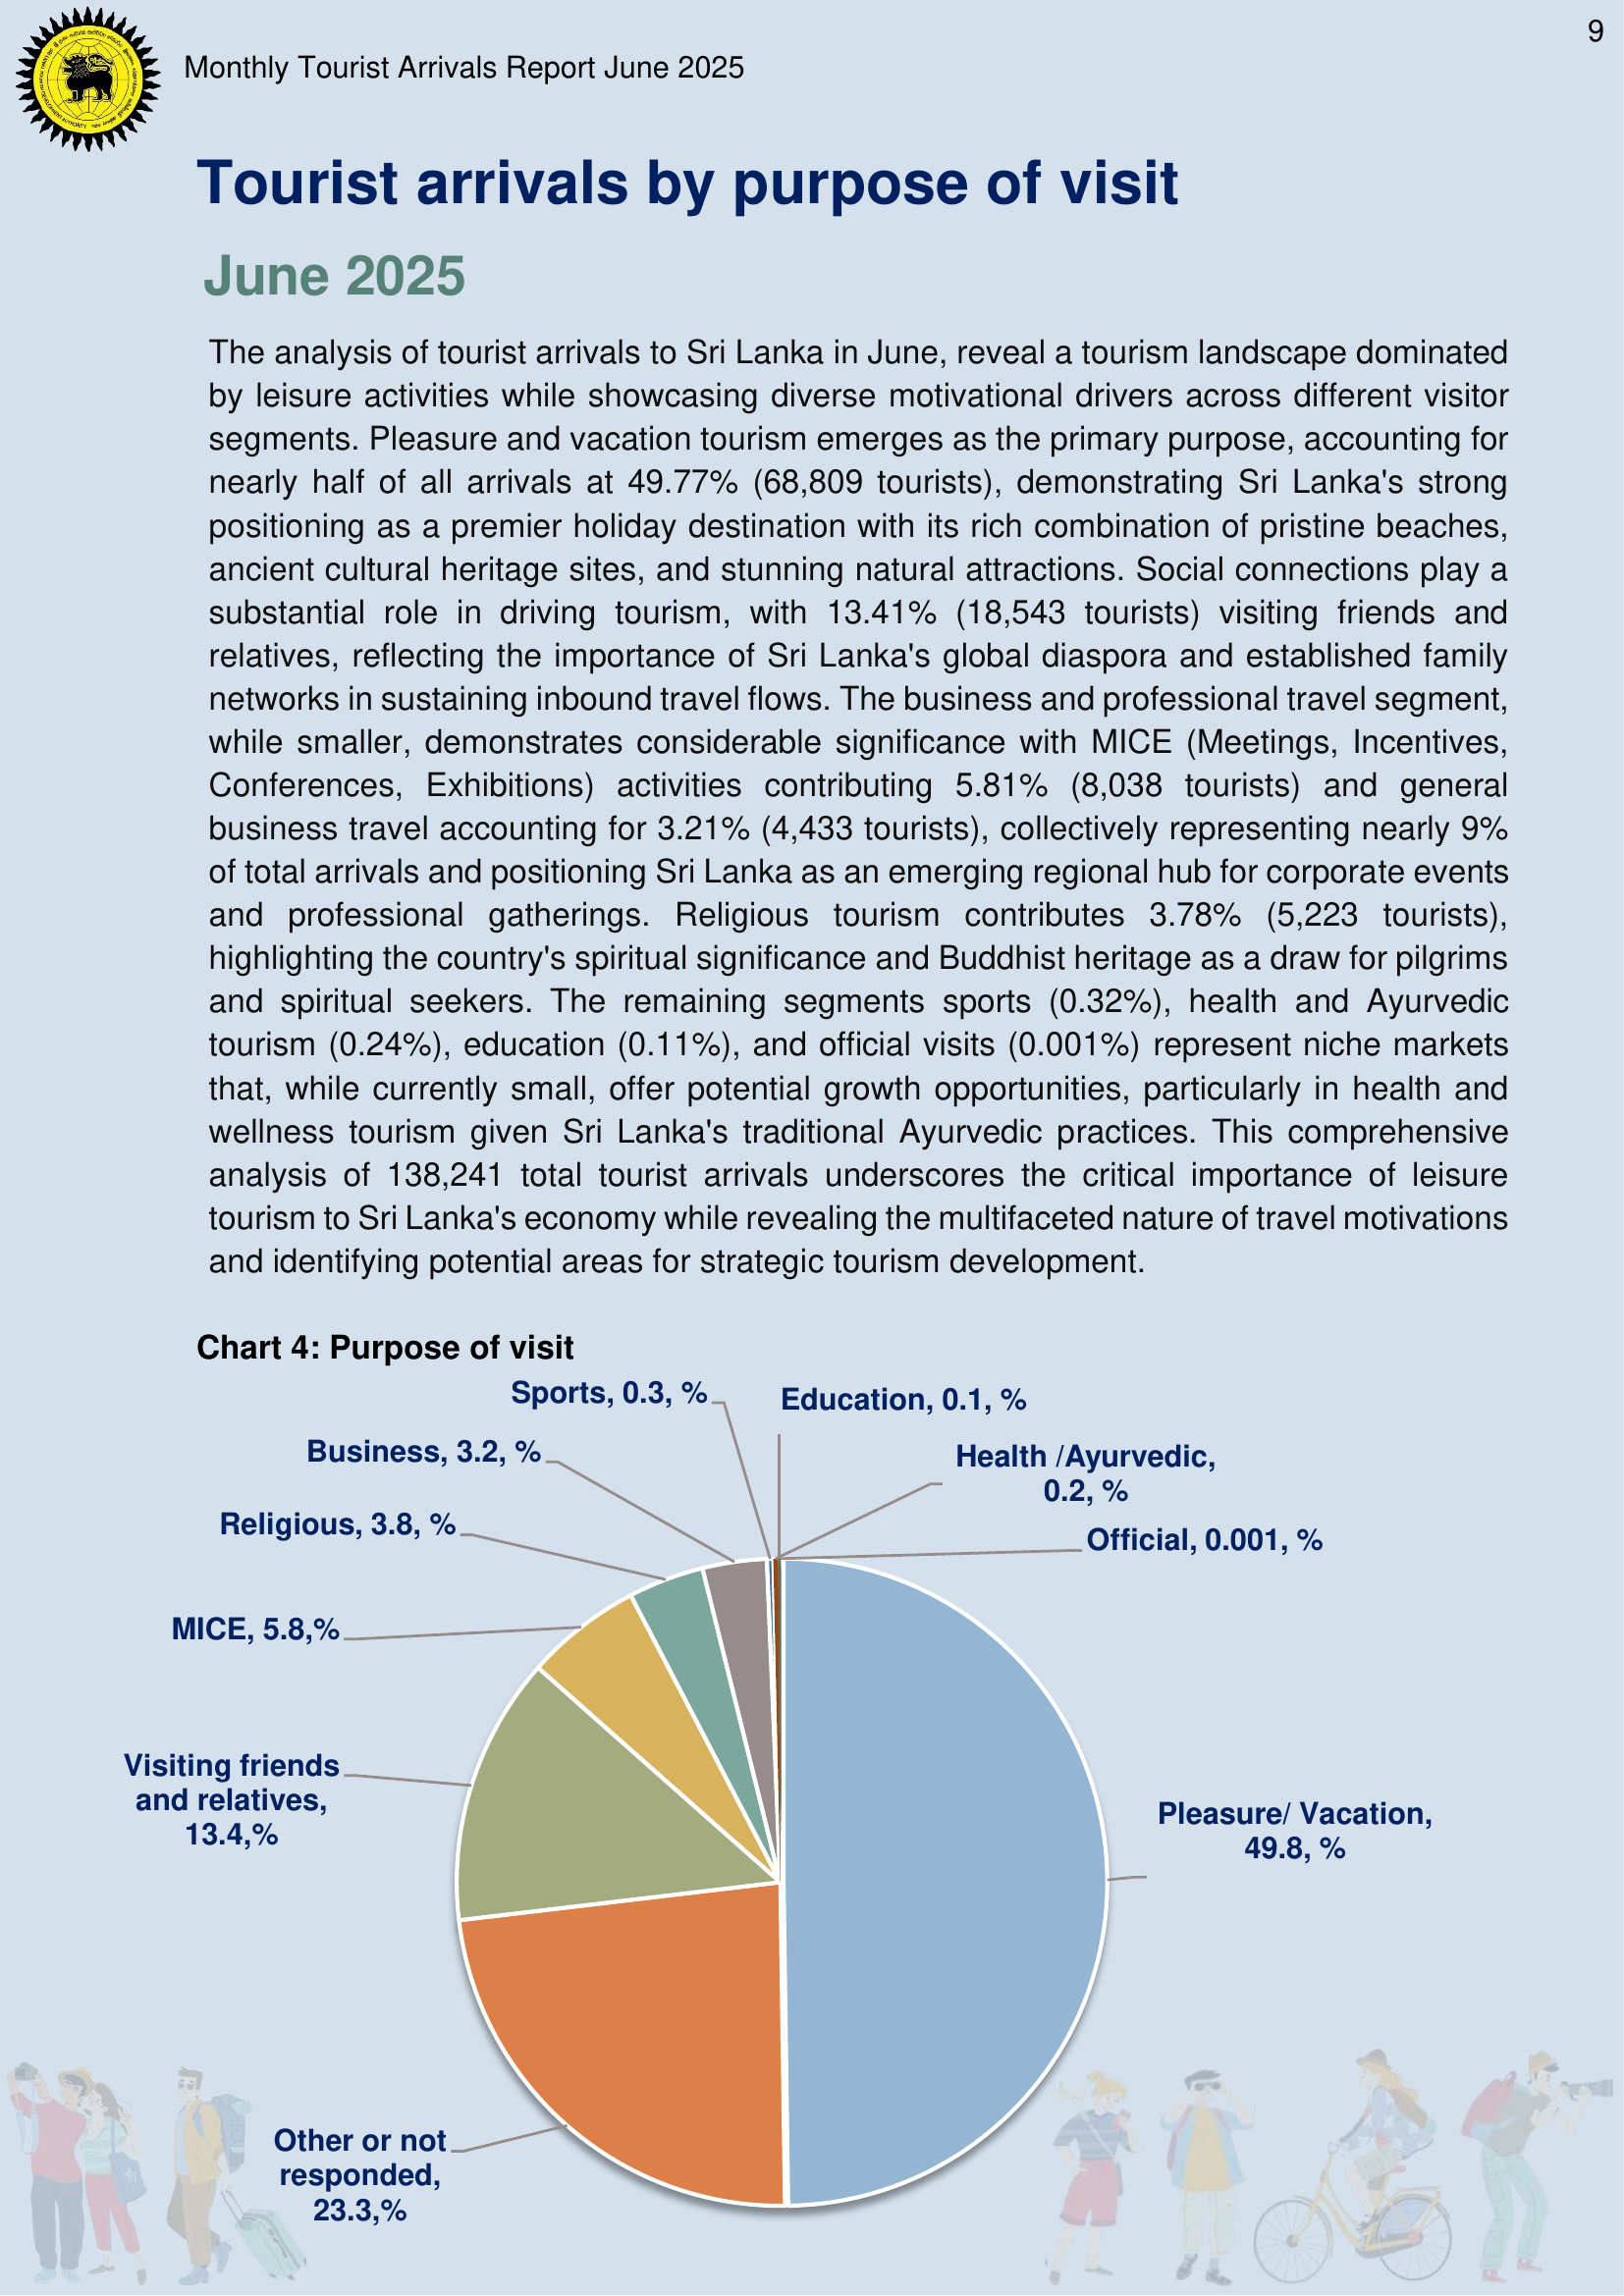 9
Monthly Tourist Arrivals Report June 2025
Tourist arrivals by purpose of visit
June 2025
The analysis of tourist arrivals to Sri Lanka in June, reveal a tourism landscape dominated
by leisure activities while showcasing diverse motivational drivers across different visitor
segments. Pleasure and vacation tourism emerges as the primary purpose, accounting for
nearly half of all arrivals at 49.77% (68,809 tourists), demonstrating Sri Lanka's strong
positioning as a premier holiday destination with its rich combination of pristine beaches,
ancient cultural heritage sites, and stunning natural attractions. Social connections play a
substantial role in driving tourism, with 13.41% (18,543 tourists) visiting friends and
relatives, reflecting the importance of Sri Lanka's global diaspora and established family
networks in sustaining inbound travel flows. The business and professional travel segment,
while smaller, demonstrates considerable significance with MICE (Meetings, Incentives,
Conferences, Exhibitions) activities contributing 5.81% (8,038 tourists) and general
business travel accounting for 3.21% (4,433 tourists), collectively representing nearly 9%
of total arrivals and positioning Sri Lanka as an emerging regional hub for corporate events
and professional gatherings. Religious tourism contributes 3.78% (5,223 tourists),
highlighting the country's spiritual significance and Buddhist heritage as a draw for pilgrims
and spiritual seekers. The remaining segments sports (0.32%), health and Ayurvedic
tourism (0.24%), education (0.11%), and official visits (0.001%) represent niche markets
that, while currently small, offer potential growth opportunities, particularly in health and
wellness tourism given Sri Lanka's traditional Ayurvedic practices. This comprehensive
analysis of 138,241 total tourist arrivals underscores the critical importance of leisure
tourism to Sri Lanka's economy while revealing the multifaceted nature of travel motivations
and identifying potential areas for strategic tourism development.
Chart 4: Purpose of visit
Sports, 0.3, %
Education, 0.1, %
Business, 3.2, %
Health /Ayurvedic,
0.2, %
Religious, 3.8, %
Official, 0.001, %
MICE, 5.8,%
Visiting friends
and relatives,
13.4,%
Pleasure/ Vacation,
49.8, %
Other or not
responded,
23.3,%